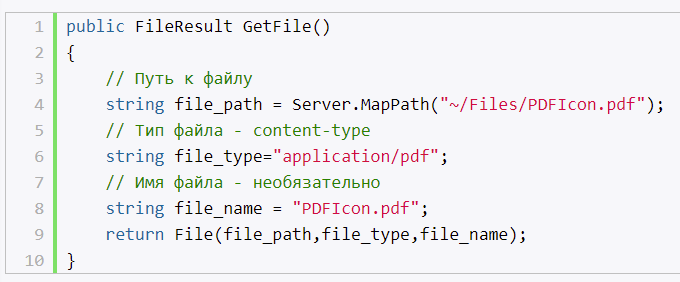 1 public FileResult GetFile()
2 {
3 // Путь к файлу
4 string file_path = Server.MapPath("~/Files/PDFIcon.pdf");
5 // Тип файла - content-type
6 string file_type="application/pdf";
7 // Имя файла - необязательно
8 string file_name = "PDFIcon.pdf";
9 return File(file_path,file_type,file_name);
10 }